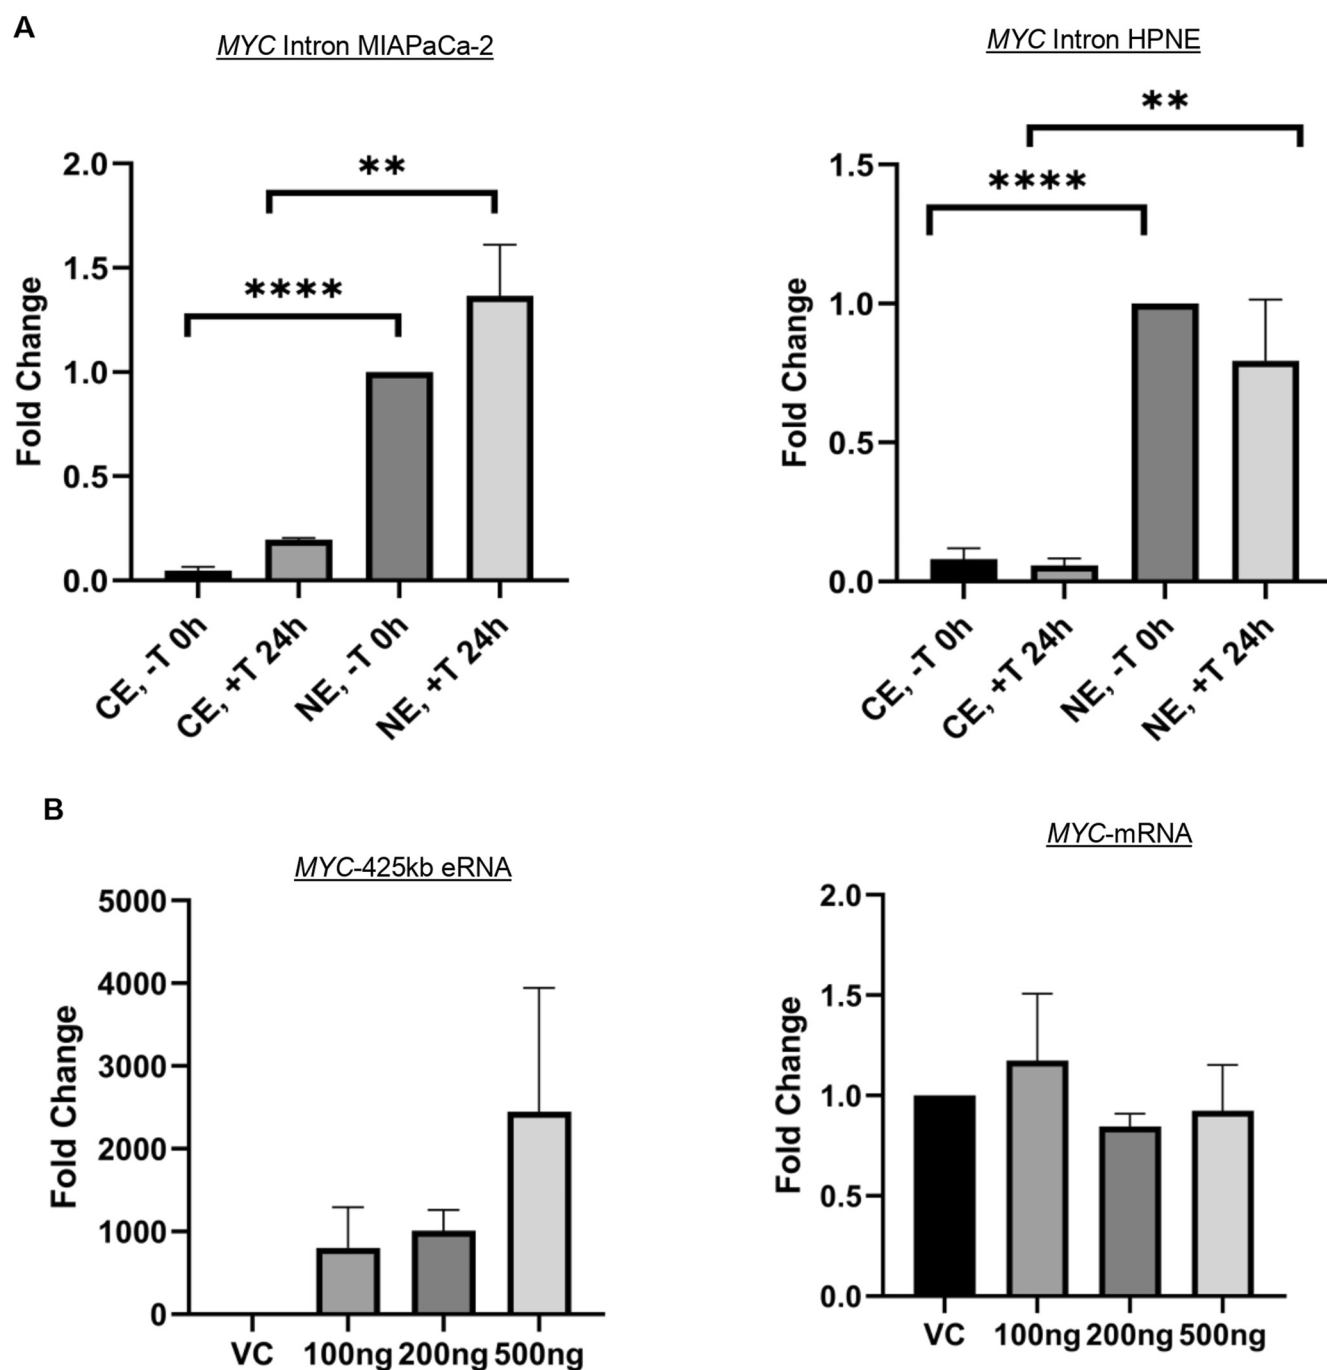 A
MYC Intron MIAPaCa-2
MYC Intron HPNE
**
****
2.0
1.5
1.0
0.5
0.0
Fold Change
CE, -T 0h
CE, +T 24h
NE, -T 0h
NE, +T 24h
**
****
1.5
1.0
0.5
0.0
Fold Change
CE, -T 0h
CE, +T 24h
NE, -T 0h
NE, +T 24h
B
MYC-425kb eRNA
5000
4000
3000
2000
1000
0
Fold Change
VC 100ng 200ng 500ng
MYC-mRNA
2.0
1.5
1.0
0.5
0.0
Fold Change
VC 100ng 200ng 500ng